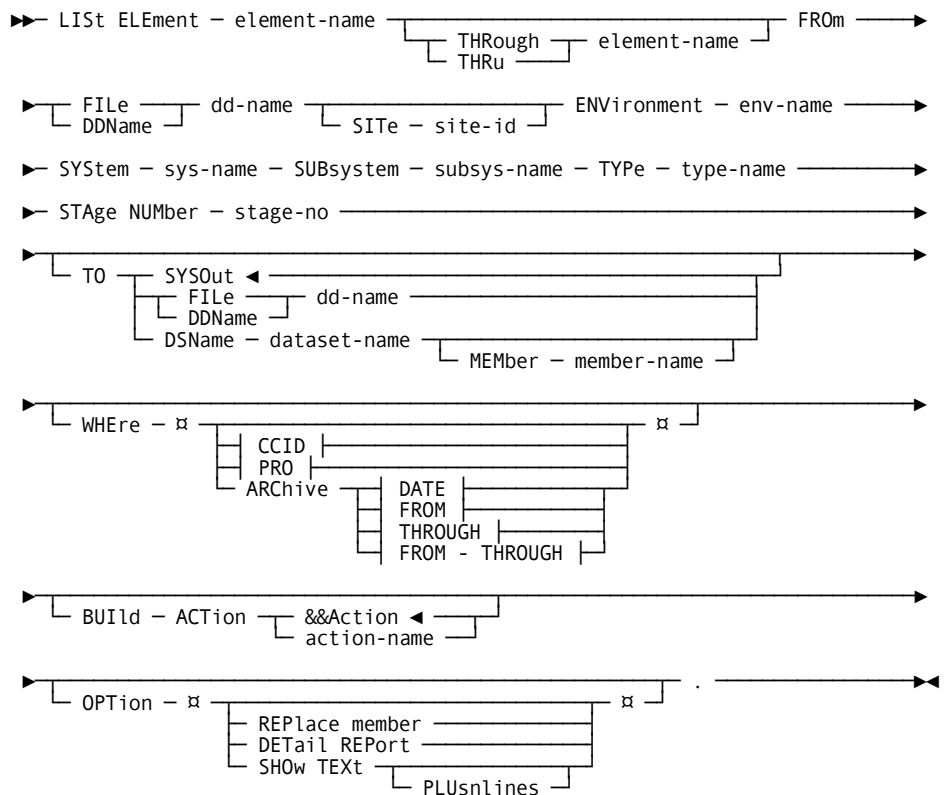 LISt ELEment — element-name FROm
THRough element-name
THRu
FILe dd-name ENVironment — env-name
DDName SITe — site-id
SYStem — sys-name — SUBsystem — subsys-name — TYPe — type-name
STAge NUMber — stage-no
TO SYSOut
FILe dd-name
DDName
DSName — dataset-name
MEMber — member-name
WHEre — ¤ ¤
CCID
PRO
ARChive DATE
FROM
THROUGH
FROM - THROUGH
BUIld — ACTion &&Action
action-name
.
OPTion — ¤ ¤
REPlace member
DETail REPort
SHOw TEXt
PLUsnlines